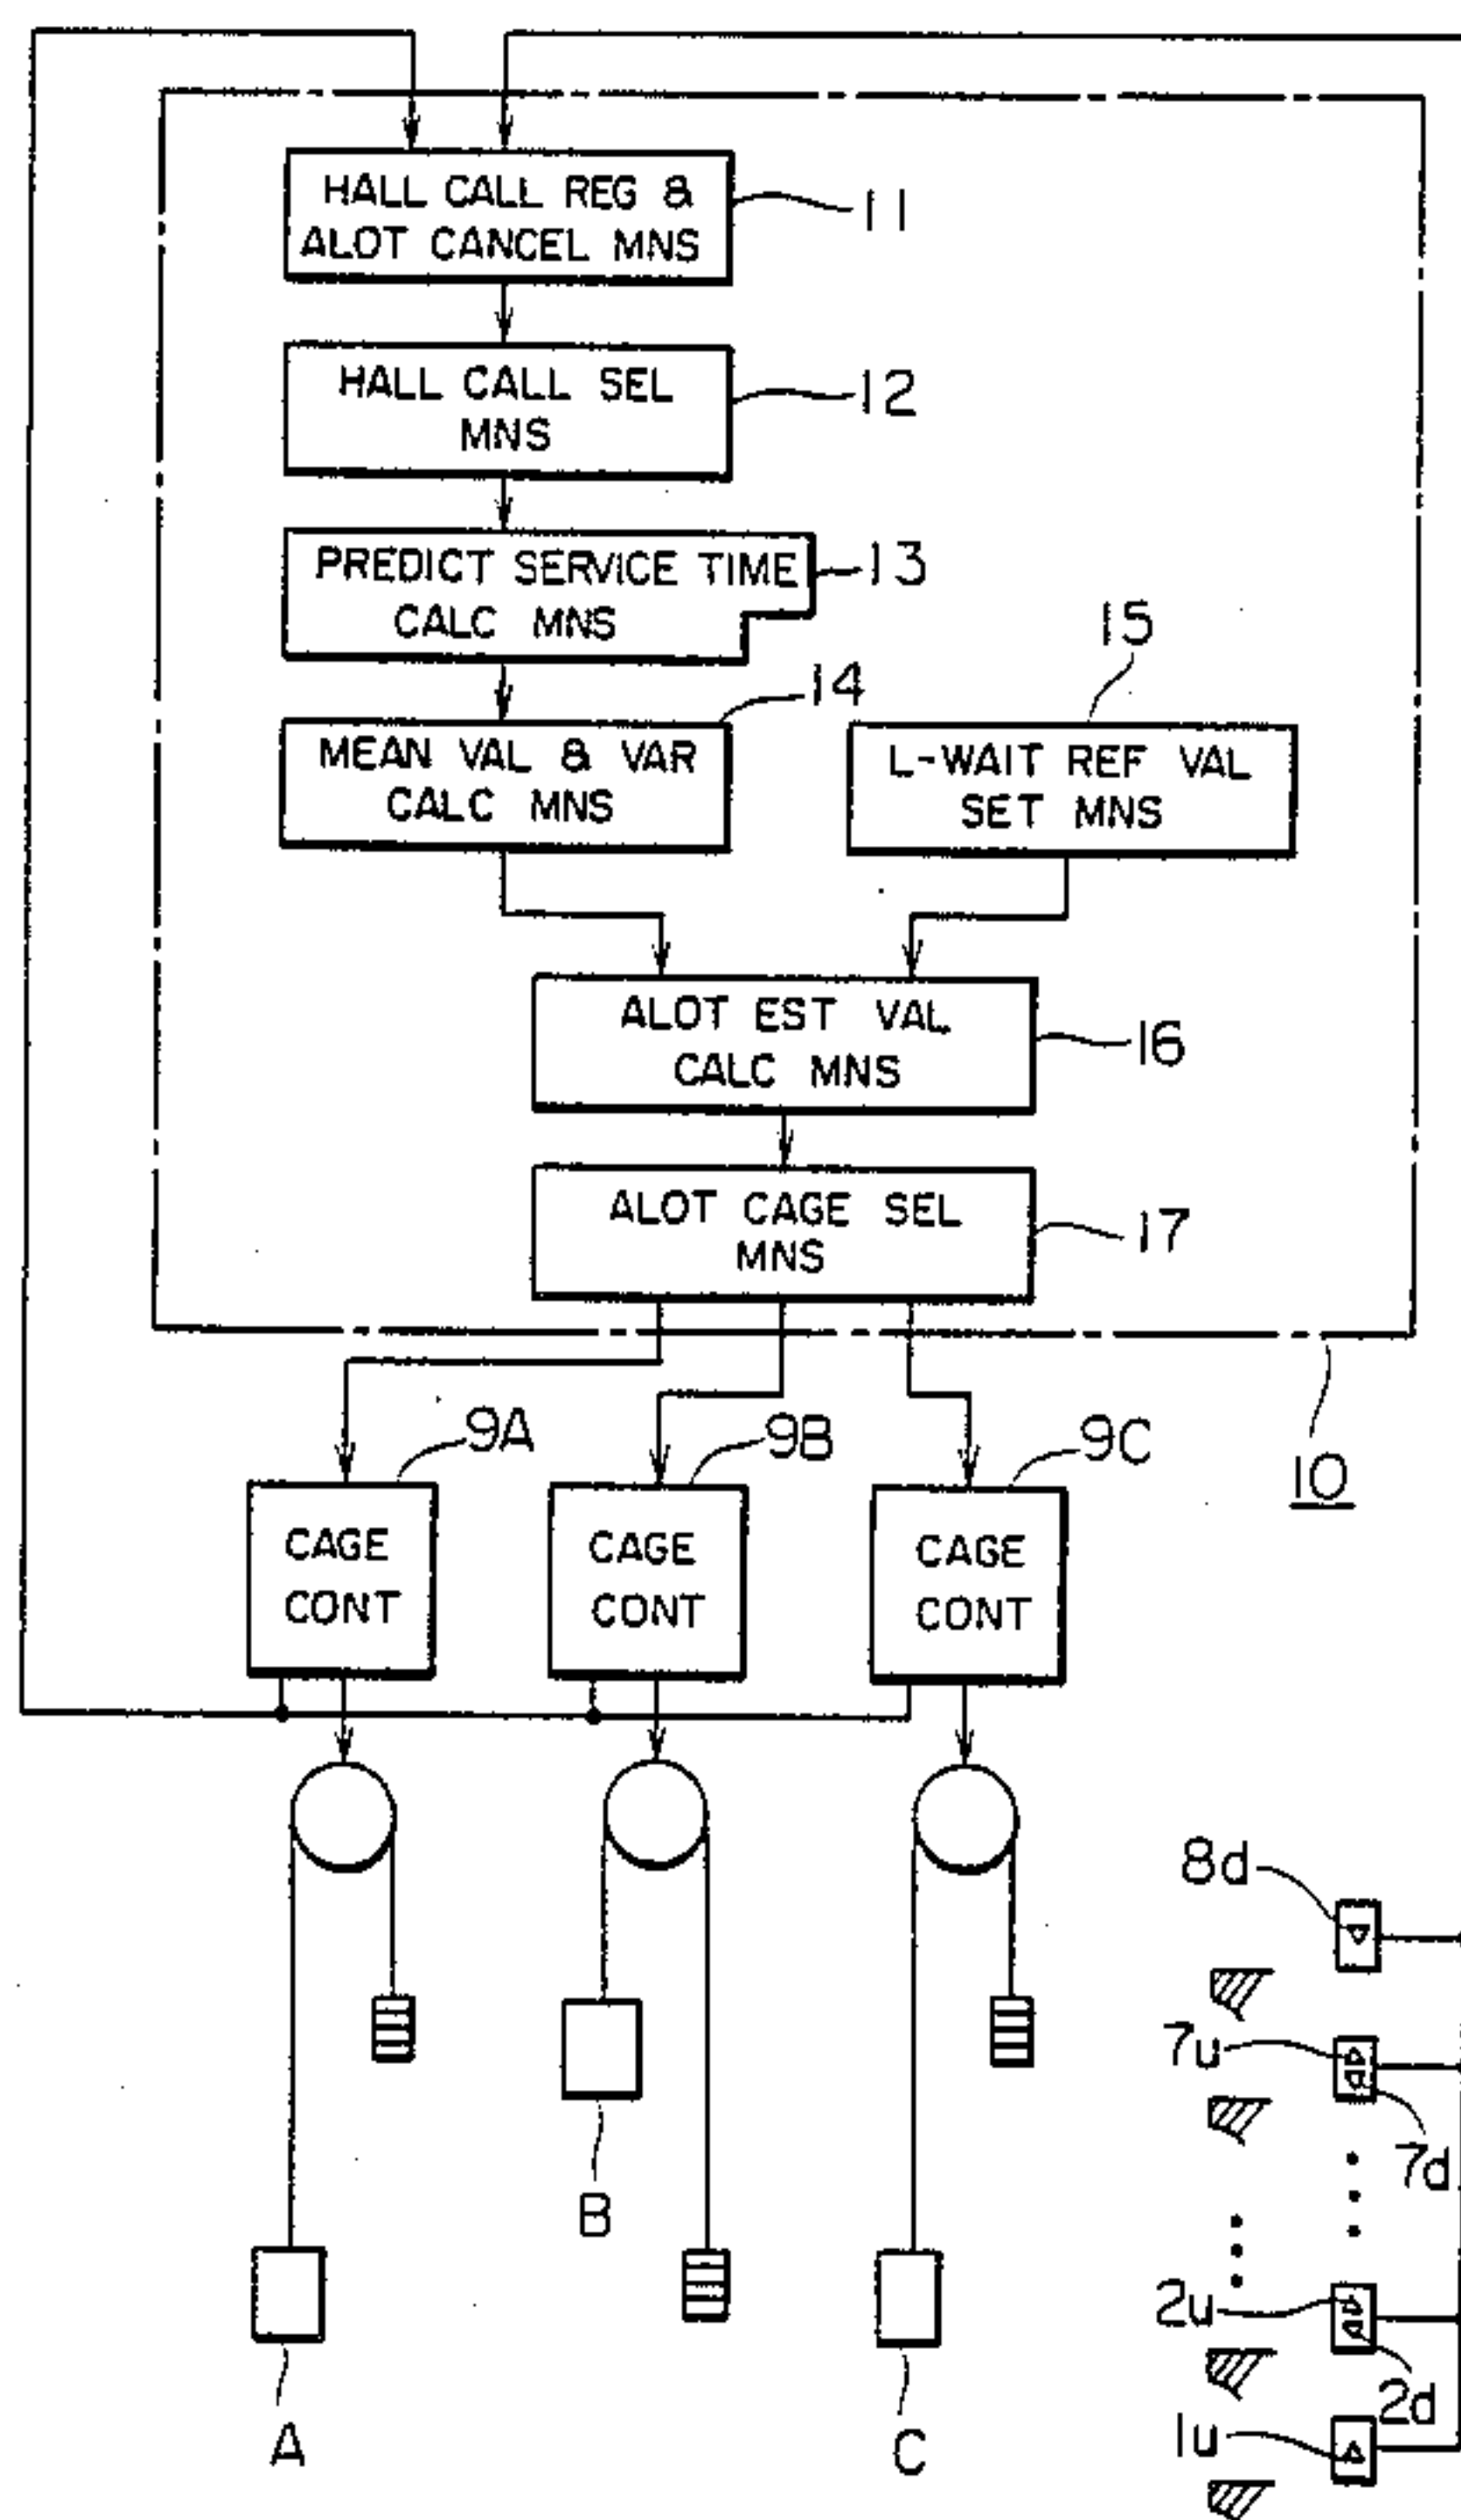 HALL CALL REG &
ALOT CANCEL MNS
11
HALL CALL SEL
MNS
12
PREDICT SERVICE TIME
CALC MNS
13
14
15
MEAN VAL & VAR
CALC MNS
L-WAIT REF VAL
SET MNS
ALOT EST VAL
CALC MNS
16
ALOT CAGE SEL
MNS
17
9A
9B
9C
10
CAGE
CONT
CAGE
CONT
CAGE
CONT
8d
7u
7d
B
2u
2d
1u
A
C